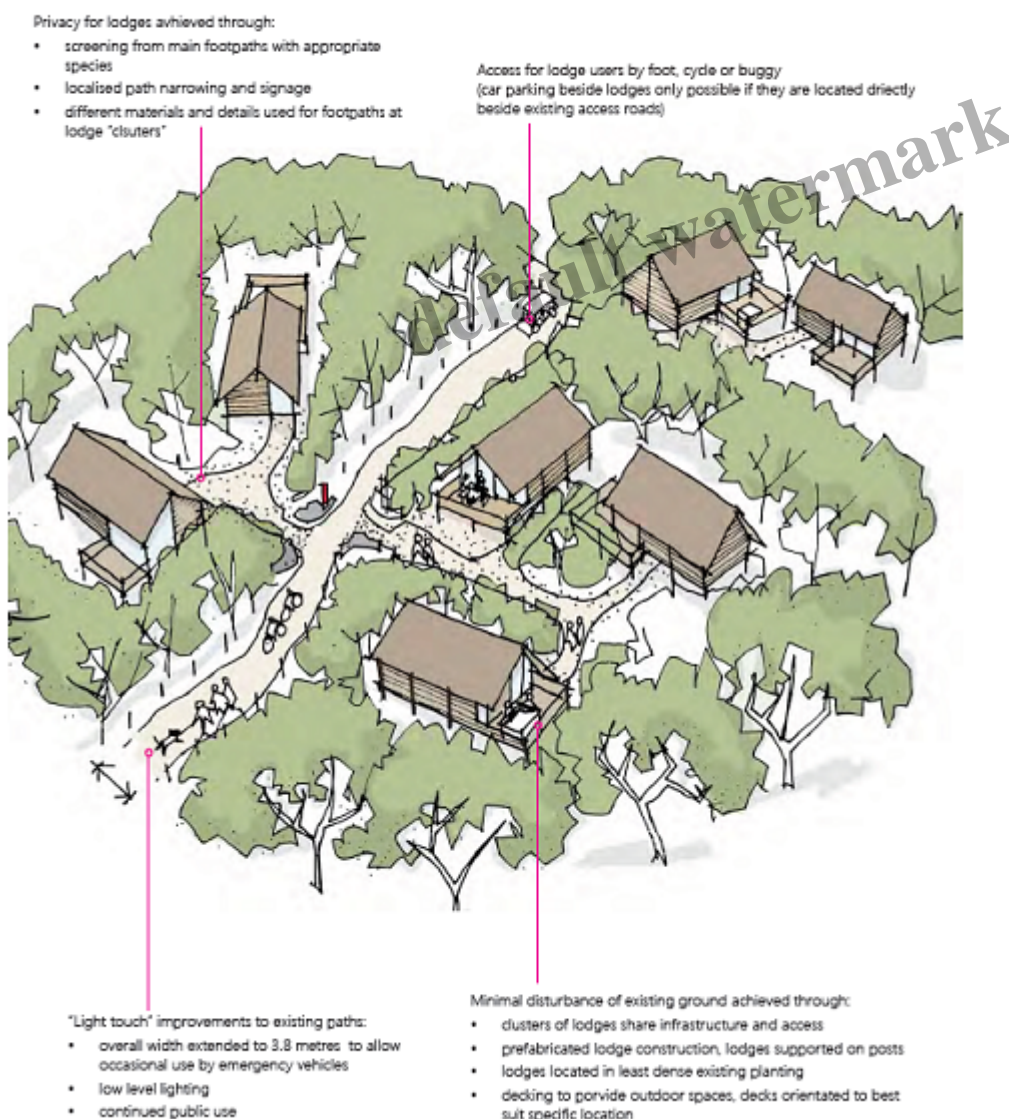 Privacy for lodges avhieved through:
• screening from main footpaths with appropriate
species
• localised path narrowing and signage
• different materials and details used for footpaths at
lodge "clsuters"
Access for lodge users by foot, cycle or buggy
(car parking beside lodges only possible if they are located driectly
beside existing access roads)
default watermark
"Light touch" improvements to existing paths:
• overall width extended to 3.8 metres to allow
occasional use by emergency vehicles
• low level lighting
• continued public use
Minimal disturbance of existing ground achieved through:
• clusters of lodges share infrastructure and access
• prefabricated lodge construction, lodges supported on posts
• lodges located in least dense existing planting
• decking to porvide outdoor spaces, decks orientated to best
suit specific location